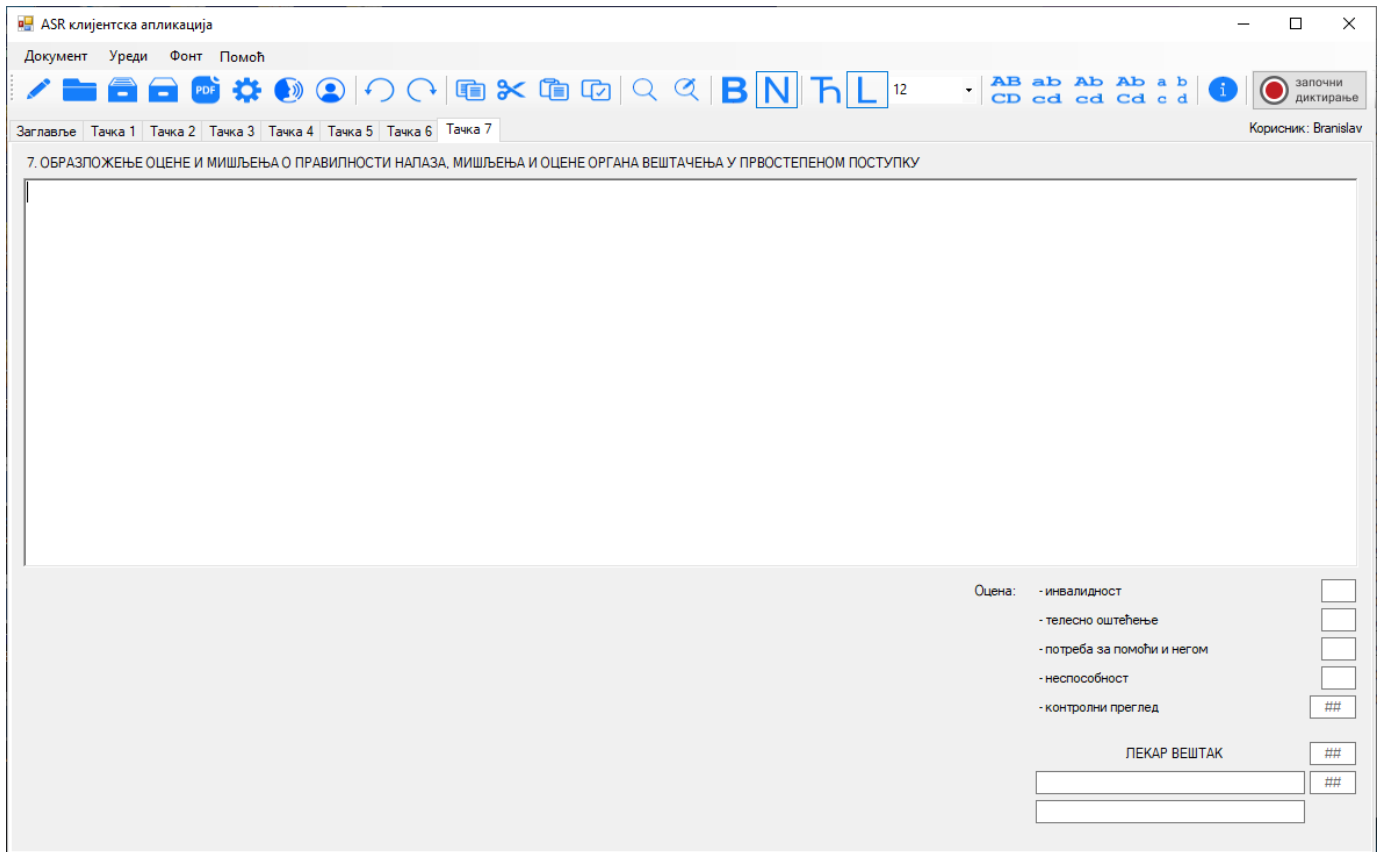 ASR клијентска апликација
Документ Уреди Фонт Помоћ
PDF B N Ћ L 12 AB CD ab cd Ab cd Ab Cd a b c d i започни диктирање
Заглавље Тачка 1 Тачка 2 Тачка 3 Тачка 4 Тачка 5 Тачка 6 Тачка 7 Корисник: Branislav
7. ОБРАЗЛОЖЕЊЕ ОЦЕНЕ И МИШЉЕЊА О ПРАВИЛНОСТИ НАЛАЗА, МИШЉЕЊА И ОЦЕНЕ ОРГАНА ВЕШТАЧЕЊА У ПРВОСТЕПЕНОМ ПОСТУПКУ
Оцена: - инвалидност
- телесно оштећење
- потреба за помоћи и негом
- неспособност
- контролни преглед ##
ЛЕКАР ВЕШТАК ##
##